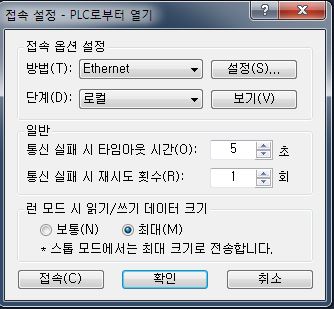 접속 설정 - PLC로부터 열기
접속 옵션 설정
방법(T): Ethernet 설정(S)...
단계(D): 로컬 보기(V)
일반
통신 실패 시 타임아웃 시간(O): 5 초
통신 실패 시 재시도 횟수(R): 1 회
런 모드 시 읽기/쓰기 데이터 크기
보통(N) 최대(M)
* 스톱 모드에서는 최대 크기로 전송합니다.
접속(C) 확인 취소